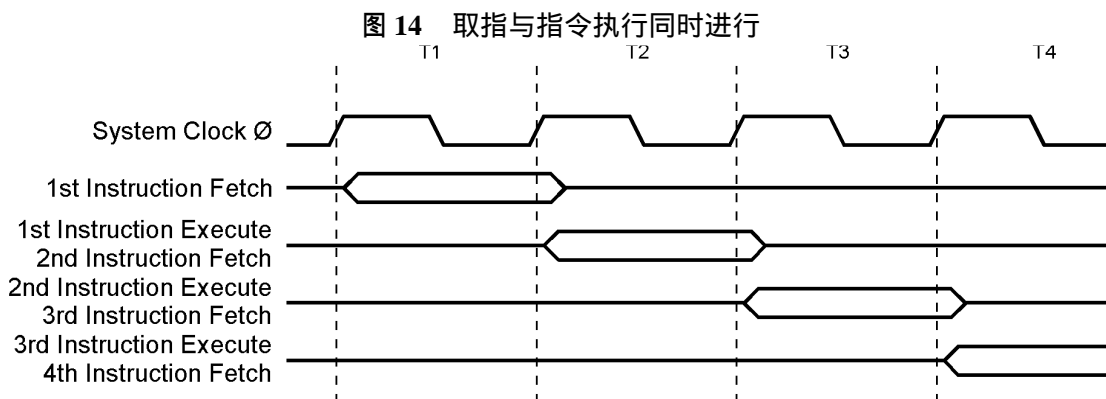 图 14 取指与指令执行同时进行
T1 T2 T3 T4
System Clock Ø
1st Instruction Fetch
1st Instruction Execute
2nd Instruction Fetch
2nd Instruction Execute
3rd Instruction Fetch
3rd Instruction Execute
4th Instruction Fetch